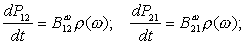 dP₁₂/dt = B₁₂^ω ρ(ω); dP₂₁/dt = B₂₁^ω ρ(ω);